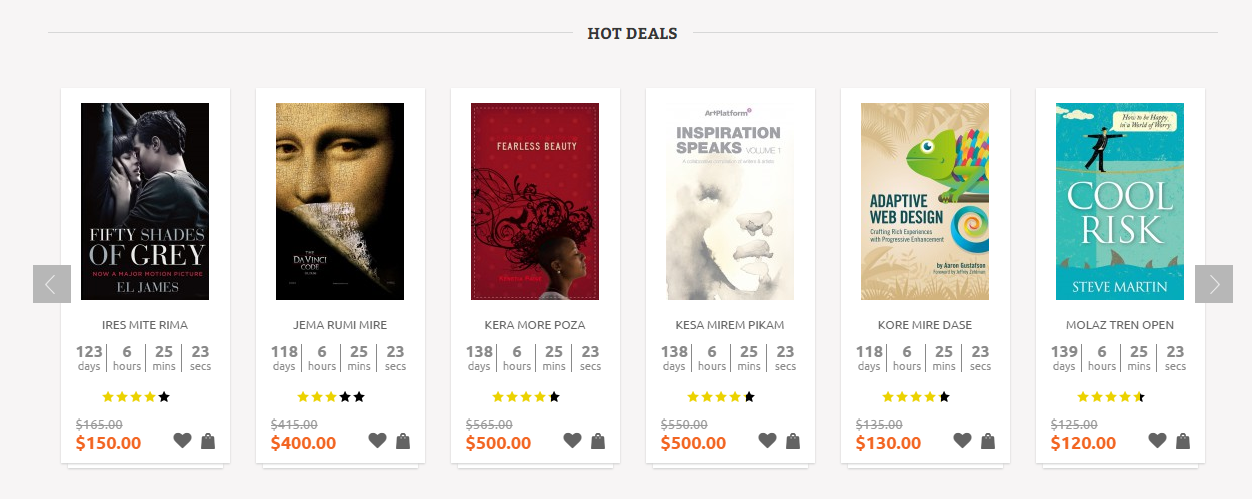 HOT DEALS
FIFTY SHADES
OF GREY
NOW A MAJOR MOTION PICTURE
EL JAMES
IRES MITE RIMA
123 6 25 23
days hours mins secs
$165.00
$150.00
THE
DA VINCI
CODE
JEMA RUMI MIRE
118 6 25 23
days hours mins secs
$415.00
$400.00
FEARLESS BEAUTY
KERA MORE POZA
138 6 25 23
days hours mins secs
$565.00
$500.00
ArtPlatform
INSPIRATION
SPEAKS VOLUME 1
KESA MIREM PIKAM
138 6 25 23
days hours mins secs
$550.00
$500.00
ADAPTIVE
WEB DESIGN
Crafting Rich Experiences
with Progressive Enhancement
by Aaron Gustafson
Foreword by Jeffrey Zeldman
KORE MIRE DASE
118 6 25 23
days hours mins secs
$135.00
$130.00
How to be Happy
in a World of Worry
COOL
RISK
STEVE MARTIN
MOLAZ TREN OPEN
139 6 25 23
days hours mins secs
$125.00
$120.00